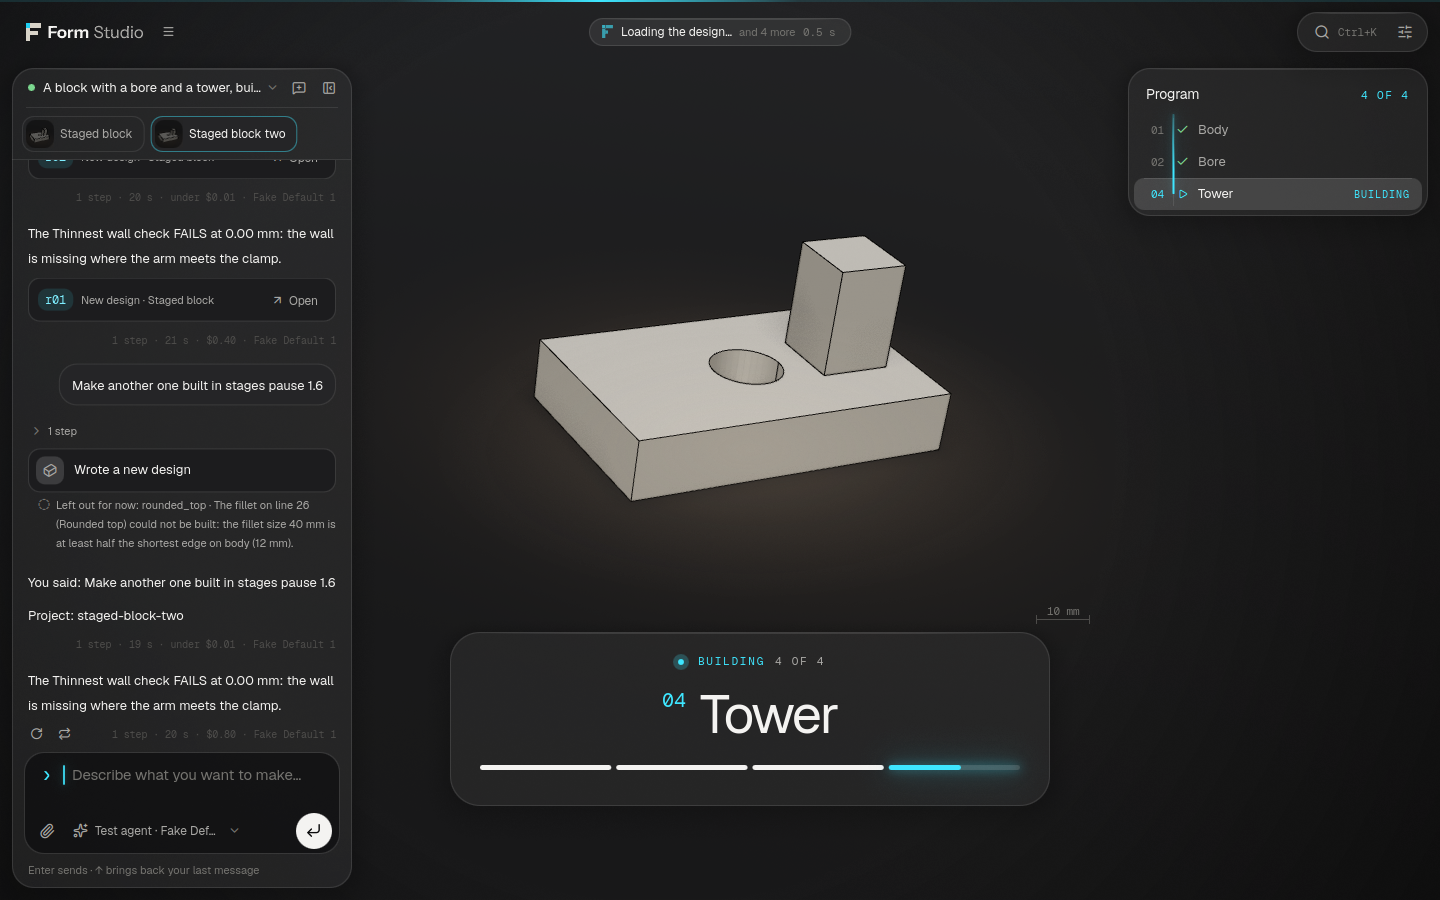 Form Studio
Loading the design... and 4 more 0.5 s
Ctrl+K
A block with a bore and a tower, bui...
Staged block
Staged block two
1 step · 20 s · under $0.01 · Fake Default 1
The Thinnest wall check FAILS at 0.00 mm: the wall
is missing where the arm meets the clamp.
r01 New design · Staged block Open
1 step · 21 s · $0.40 · Fake Default 1
Make another one built in stages pause 1.6
1 step
Wrote a new design
Left out for now: rounded_top · The fillet on line 26
(Rounded top) could not be built: the fillet size 40 mm is
at least half the shortest edge on body (12 mm).
You said: Make another one built in stages pause 1.6
Project: staged-block-two
1 step · 19 s · under $0.01 · Fake Default 1
The Thinnest wall check FAILS at 0.00 mm: the wall
is missing where the arm meets the clamp.
1 step · 20 s · $0.80 · Fake Default 1
Describe what you want to make...
Test agent · Fake Def...
Enter sends · ↑ brings back your last message
10 mm
BUILDING 4 OF 4
04 Tower
Program 4 OF 4
01 Body
02 Bore
04 Tower BUILDING